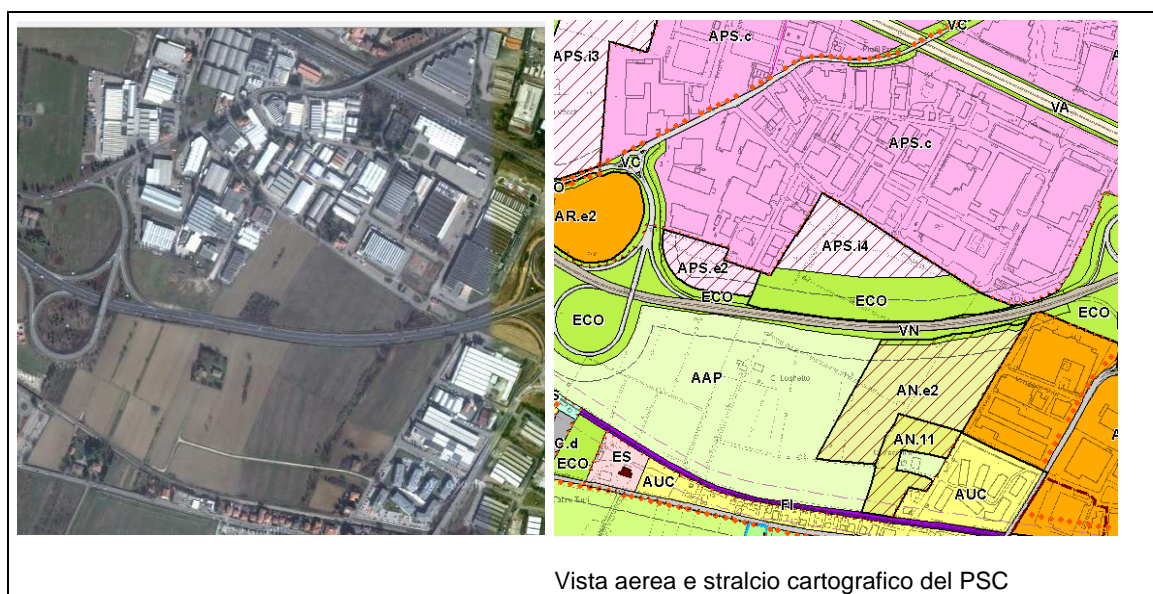 VC
APS.c
APS.i3
VA
APS.c
VC
AR.e2
APS.i4
APS.e2
ECO
ECO
ECO
VN
ECO
AAP
AN.e2
AN.11
ES
ECO
AUC
AUC
FI
Vista aerea e stralcio cartografico del PSC